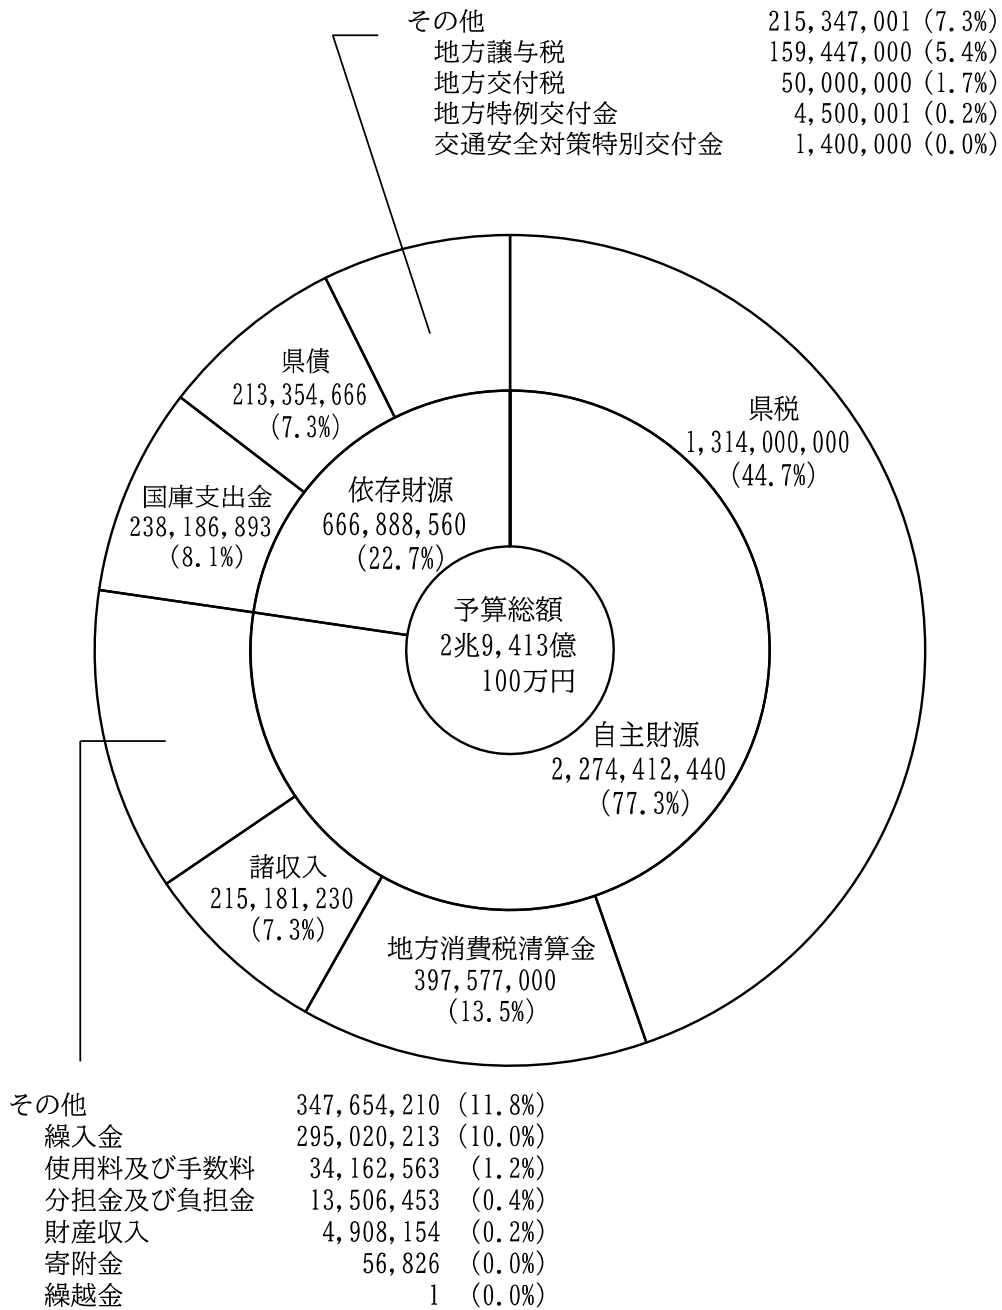 その他 215,347,001 (7.3%)
地方譲与税 159,447,000 (5.4%)
地方交付税 50,000,000 (1.7%)
地方特例交付金 4,500,001 (0.2%)
交通安全対策特別交付金 1,400,000 (0.0%)
県債
213,354,666
(7.3%)
県税
1,314,000,000
(44.7%)
国庫支出金
238,186,893
(8.1%)
依存財源
666,888,560
(22.7%)
予算総額
2兆9,413億
100万円
自主財源
2,274,412,440
(77.3%)
諸収入
215,181,230
(7.3%)
地方消費税清算金
397,577,000
(13.5%)
その他 347,654,210 (11.8%)
繰入金 295,020,213 (10.0%)
使用料及び手数料 34,162,563 (1.2%)
分担金及び負担金 13,506,453 (0.4%)
財産収入 4,908,154 (0.2%)
寄附金 56,826 (0.0%)
繰越金 1 (0.0%)